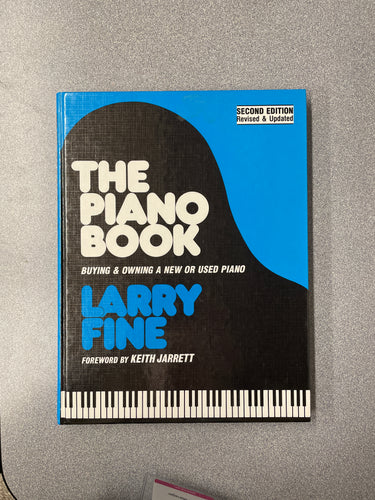 SECOND EDITION
Revised & Updated
THE
PIANO
BOOK
BUYING & OWNING A NEW OR USED PIANO
LARRY
FINE
FOREWORD BY KEITH JARRETT